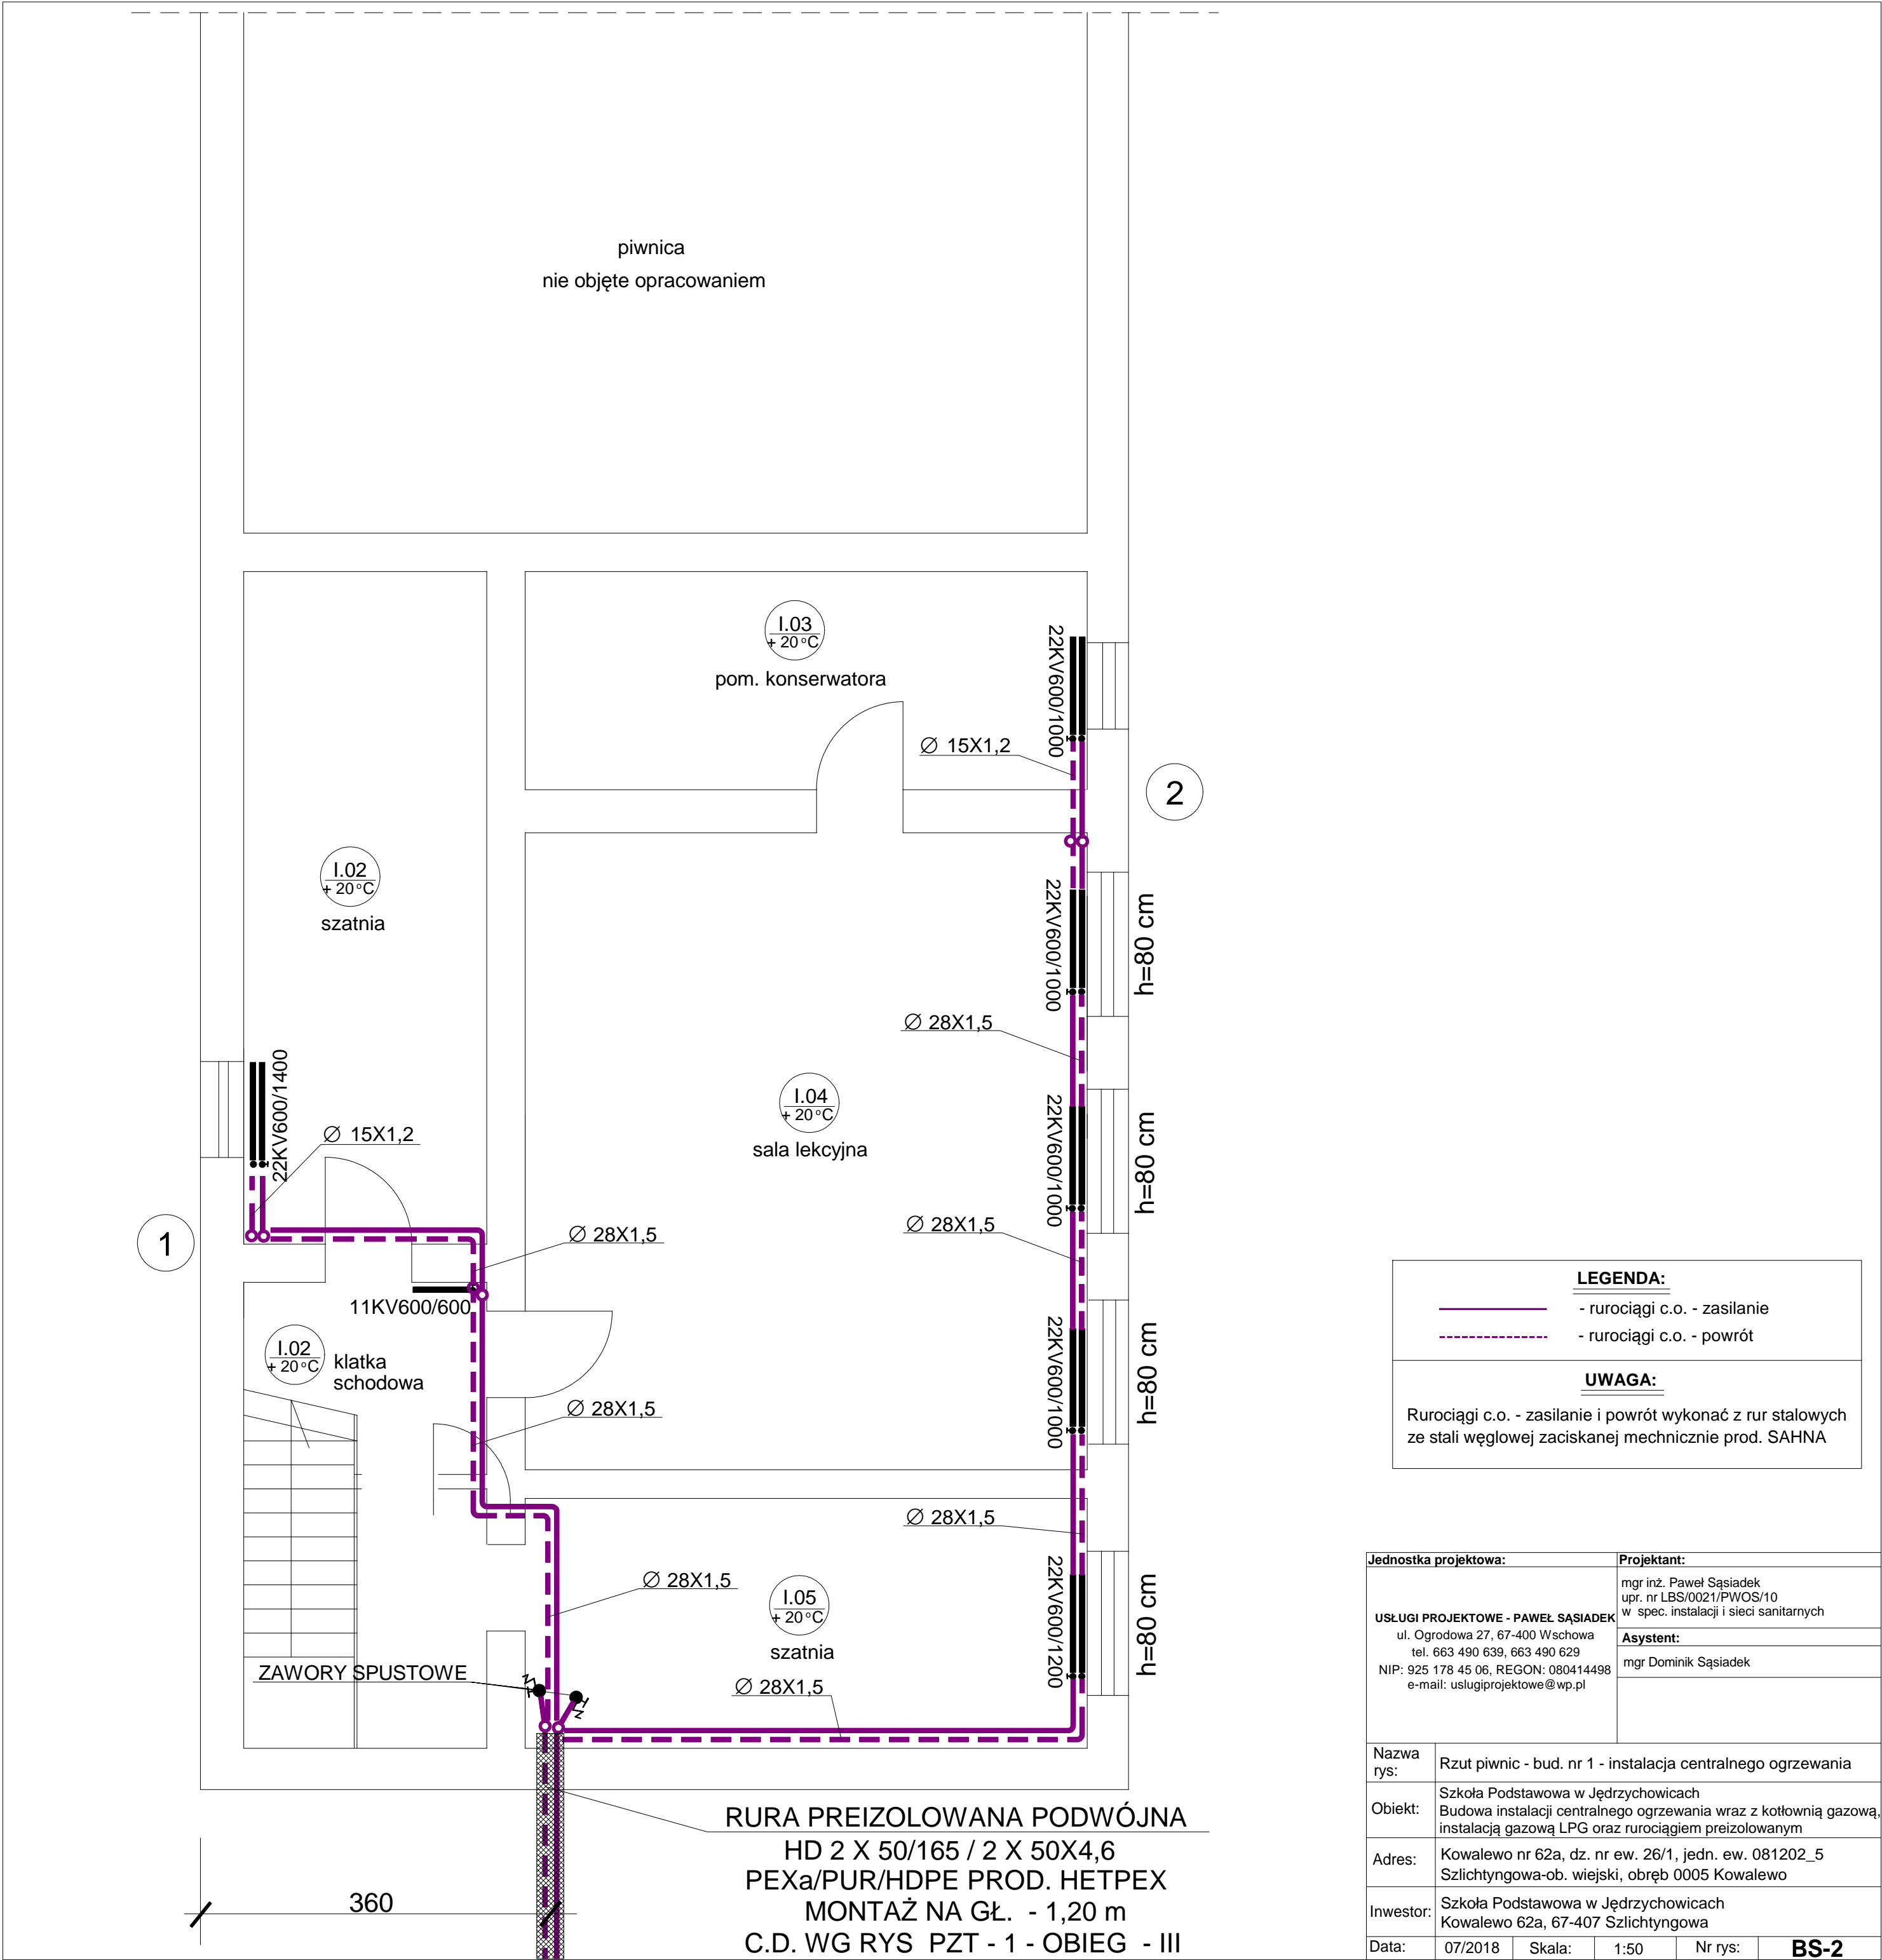 piwnica
nie objęte opracowaniem
I.03
+ 20°C
pom. konserwatora
22KV600/1000
Ø 15X1,2
2
I.02
+ 20°C
szatnia
22KV600/1000
h=80 cm
Ø 28X1,5
22KV600/1400
Ø 15X1,2
I.04
+ 20°C
sala lekcyjna
22KV600/1000
h=80 cm
1
Ø 28X1,5
Ø 28X1,5
11KV600/600
I.02
+ 20°C
klatka
schodowa
22KV600/1000
h=80 cm
Ø 28X1,5
Ø 28X1,5
Ø 28X1,5
I.05
+ 20°C
szatnia
22KV600/1200
h=80 cm
ZAWORY SPUSTOWE
Ø 28X1,5
RURA PREIZOLOWANA PODWÓJNA
HD 2 X 50/165 / 2 X 50X4,6
PEXa/PUR/HDPE PROD. HETPEX
MONTAŻ NA GŁ. - 1,20 m
C.D. WG RYS PZT - 1 - OBIEG - III
360
LEGENDA:
- rurociągi c.o. - zasilanie
- rurociągi c.o. - powrót
UWAGA:
Rurociągi c.o. - zasilanie i powrót wykonać z rur stalowych
ze stali węglowej zaciskanej mechnicznie prod. SAHNA
Jednostka projektowa:
USŁUGI PROJEKTOWE - PAWEŁ SĄSIADEK
ul. Ogrodowa 27, 67-400 Wschowa
tel. 663 490 639, 663 490 629
NIP: 925 178 45 06, REGON: 080414498
e-mail: uslugiprojektowe@wp.pl
Projektant:
mgr inż. Paweł Sąsiadek
upr. nr LBS/0021/PWOS/10
w spec. instalacji i sieci sanitarnych
Asystent:
mgr Dominik Sąsiadek
Nazwa
rys:
Rzut piwnic - bud. nr 1 - instalacja centralnego ogrzewania
Obiekt:
Szkoła Podstawowa w Jędrzychowicach
Budowa instalacji centralnego ogrzewania wraz z kotłownią gazową,
instalacją gazową LPG oraz rurociągiem preizolowanym
Adres:
Kowalewo nr 62a, dz. nr ew. 26/1, jedn. ew. 081202_5
Szlichtyngowa-ob. wiejski, obręb 0005 Kowalewo
Inwestor:
Szkoła Podstawowa w Jędrzychowicach
Kowalewo 62a, 67-407 Szlichtyngowa
Data: 07/2018 Skala: 1:50 Nr rys: BS-2